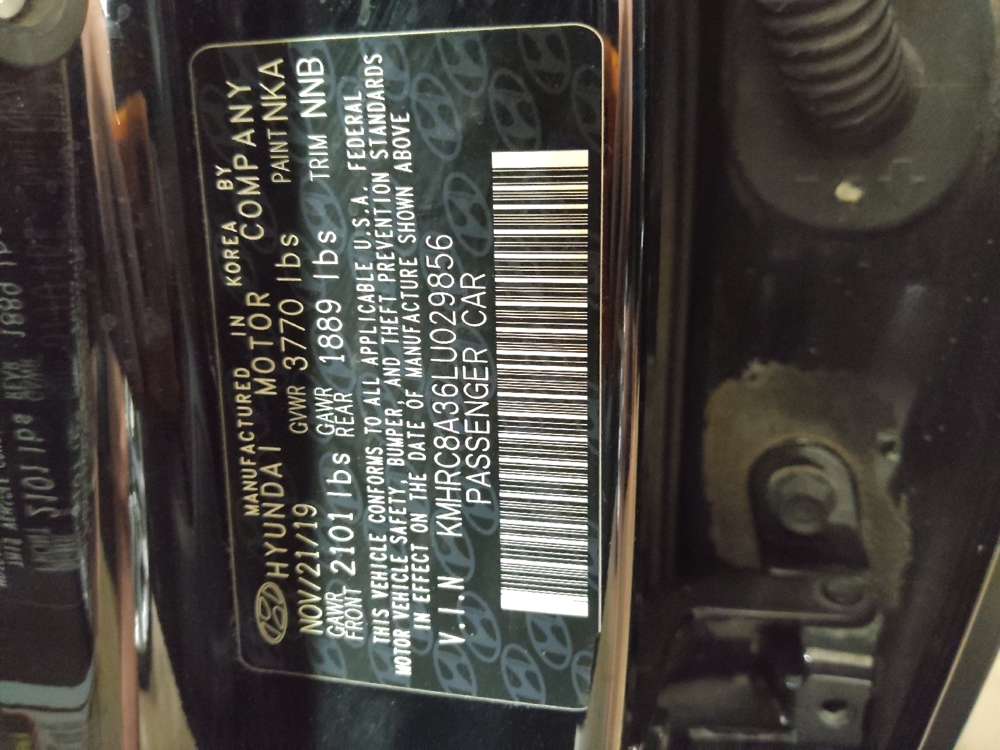 MANUFACTURED IN KOREA BY
HYUNDAI MOTOR COMPANY
NOV/21/19 GVWR 3770 lbs PAINT NKA
GAWR FRONT 2101 lbs GAWR REAR 1889 lbs TRIM NNB
THIS VEHICLE CONFORMS TO ALL APPLICABLE U.S.A. FEDERAL
MOTOR VEHICLE SAFETY, BUMPER, AND THEFT PREVENTION STANDARDS
IN EFFECT ON THE DATE OF MANUFACTURE SHOWN ABOVE
V.I.N KMHRC8A36LU029856
PASSENGER CAR